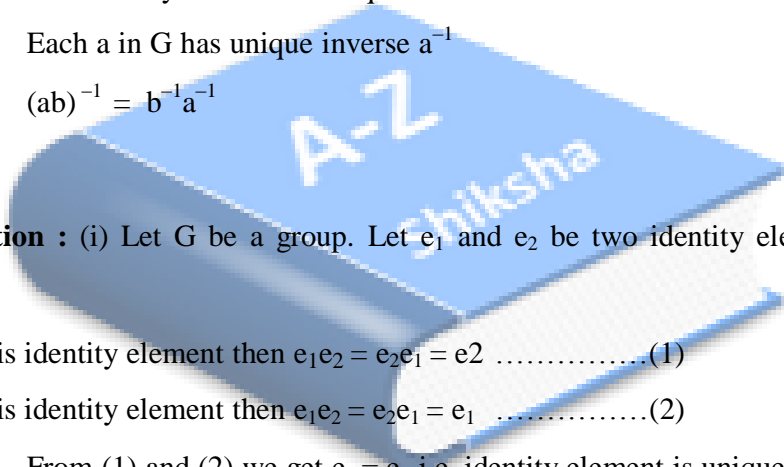 Each a in G has unique inverse a⁻¹
(ab)⁻¹ = b⁻¹a⁻¹
A-Z
Shiksha
tion : (i) Let G be a group. Let e₁ and e₂ be two identity ele
is identity element then e₁e₂ = e₂e₁ = e2 ……………(1)
is identity element then e₁e₂ = e₂e₁ = e₁ ……………(2)
From (1) and (2) we get e = e i.e. identity element is unique